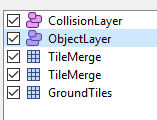 CollisionLayer
ObjectLayer
TileMerge
TileMerge
GroundTiles